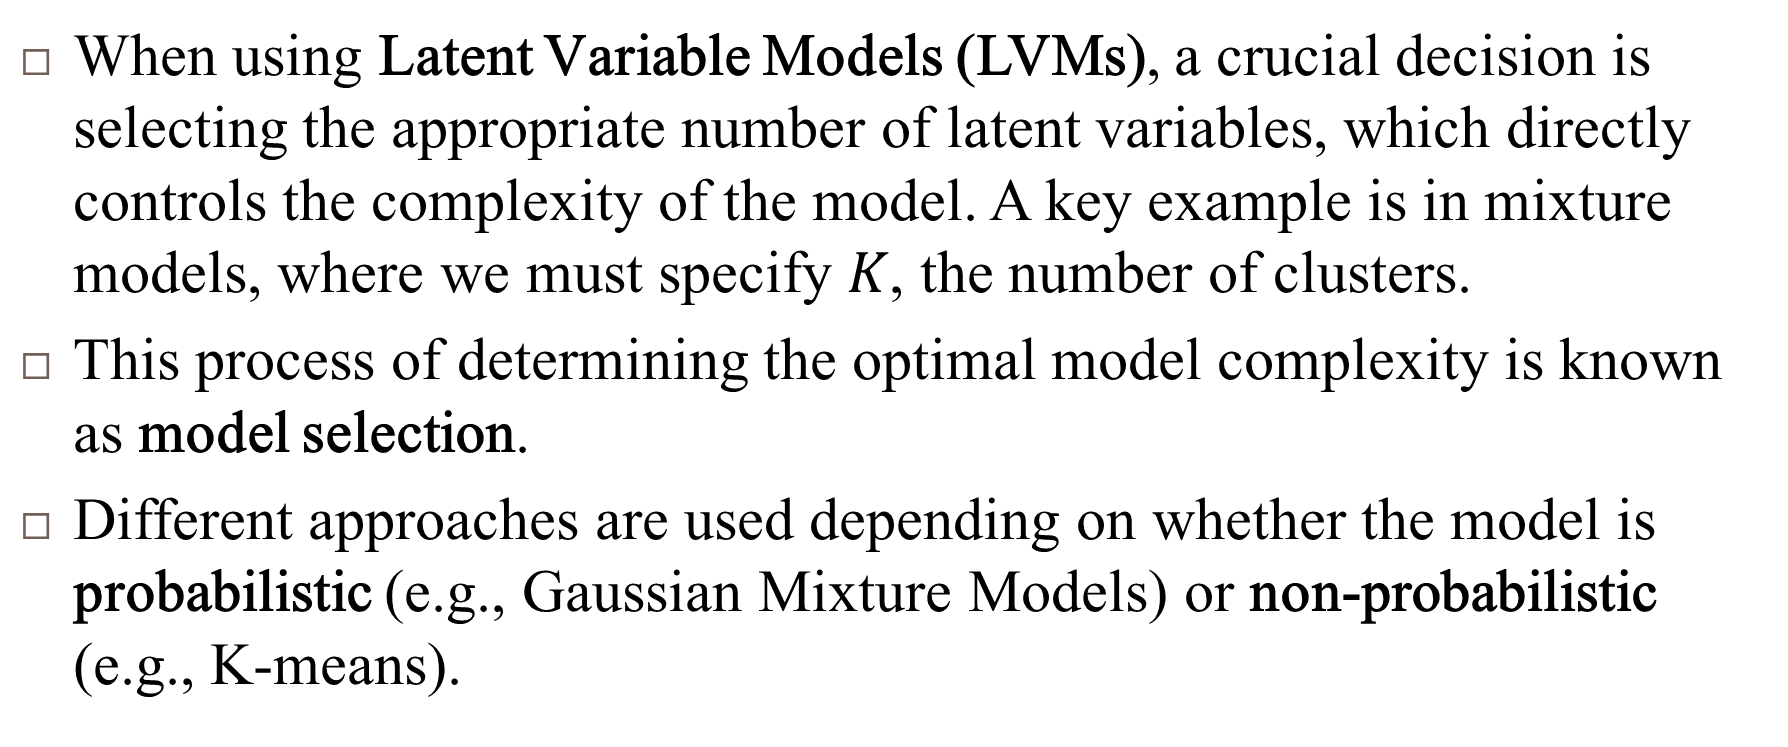 When using Latent Variable Models (LVMs), a crucial decision is
selecting the appropriate number of latent variables, which directly
controls the complexity of the model. A key example is in mixture
models, where we must specify K, the number of clusters.
This process of determining the optimal model complexity is known
as model selection.
Different approaches are used depending on whether the model is
probabilistic (e.g., Gaussian Mixture Models) or non-probabilistic
(e.g., K-means).